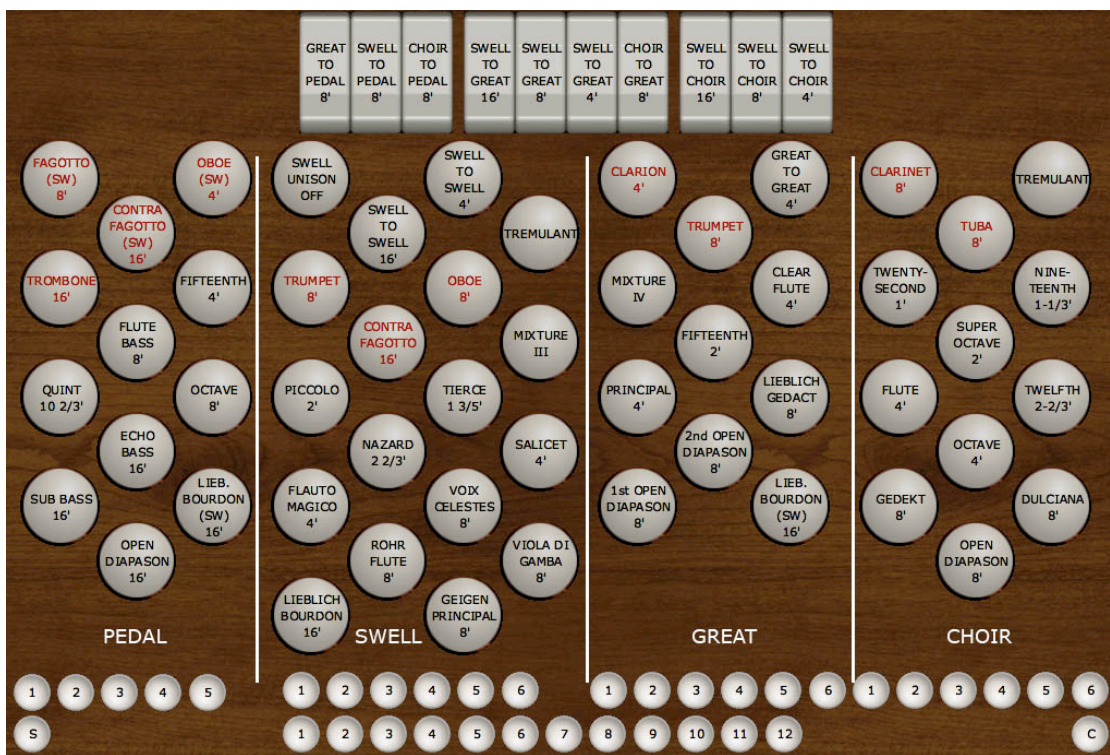 GREAT
TO
PEDAL
8'
SWELL
TO
PEDAL
8'
CHOIR
TO
PEDAL
8'
SWELL
TO
GREAT
16'
SWELL
TO
GREAT
8'
SWELL
TO
GREAT
4'
CHOIR
TO
GREAT
8'
SWELL
TO
CHOIR
16'
SWELL
TO
CHOIR
8'
SWELL
TO
CHOIR
4'
FAGOTTO
(SW)
8'
OBOE
(SW)
4'
CONTRA
FAGOTTO
(SW)
16'
TROMBONE
16'
FIFTEENTH
4'
FLUTE
BASS
8'
QUINT
10 2/3'
OCTAVE
8'
ECHO
BASS
16'
SUB BASS
16'
LIEB.
BOURDON
(SW)
16'
OPEN
DIAPASON
16'
PEDAL
SWELL
UNISON
OFF
SWELL
TO
SWELL
4'
SWELL
TO
SWELL
16'
TREMULANT
TRUMPET
8'
OBOE
8'
CONTRA
FAGOTTO
16'
MIXTURE
III
PICCOLO
2'
TIERCE
1 3/5'
NAZARD
2 2/3'
SALICET
4'
FLAUTO
MAGICO
4'
VOIX
CELESTES
8'
ROHR
FLUTE
8'
VIOLA DI
GAMBA
8'
LIEBLICH
BOURDON
16'
GEIGEN
PRINCIPAL
8'
SWELL
CLARION
4'
GREAT
TO
GREAT
4'
TRUMPET
8'
MIXTURE
IV
CLEAR
FLUTE
4'
FIFTEENTH
2'
PRINCIPAL
4'
LIEBLICH
GEDACT
8'
2nd OPEN
DIAPASON
8'
1st OPEN
DIAPASON
8'
LIEB.
BOURDON
(SW)
16'
GREAT
CLARINET
8'
TREMULANT
TUBA
8'
TWENTY-
SECOND
1'
NINE-
TEENTH
1-1/3'
SUPER
OCTAVE
2'
FLUTE
4'
TWELFTH
2-2/3'
OCTAVE
4'
GEDEKT
8'
DULCIANA
8'
OPEN
DIAPASON
8'
CHOIR
1 2 3 4 5
1 2 3 4 5 6
1 2 3 4 5 6
1 2 3 4 5 6
S
1 2 3 4 5 6 7 8 9 10 11 12
C